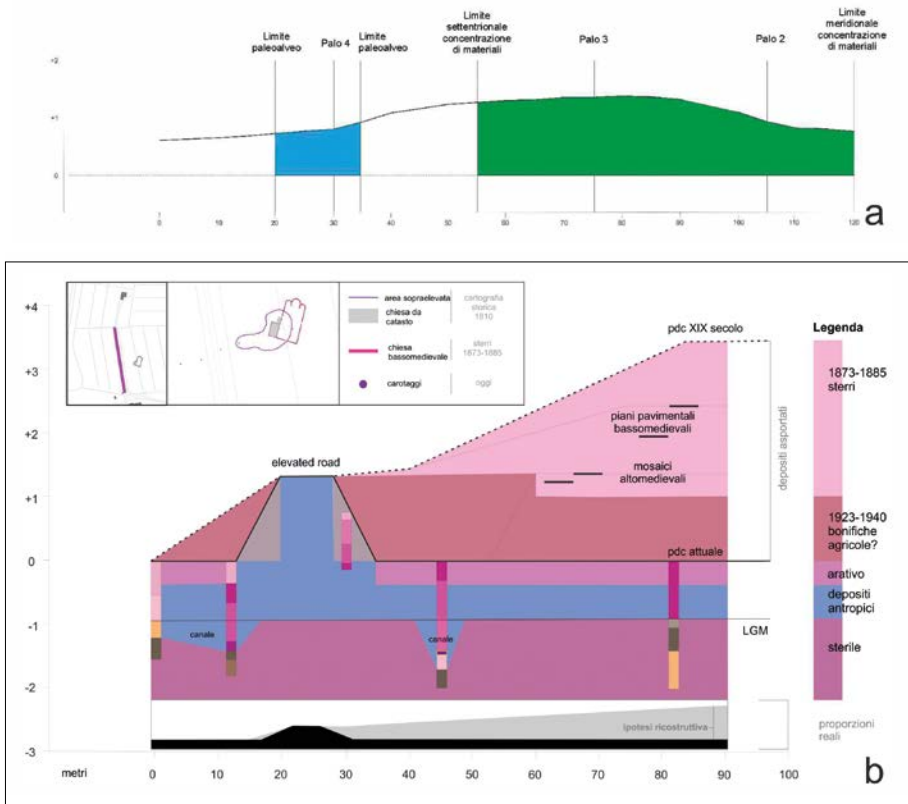 Limite
paleoalveo
Palo 4
Limite
paleoalveo
Limite
settentrionale
concentrazione
di materiali
Palo 3
Palo 2
Limite
meridionale
concentrazione
di materiali
+2
+1
0
0
20
30
40
50
60
70
80
90
100
110
120
a
+4
+3
+2
+1
0
-1
-2
-3
area sopraelevata
chiesa da
catasto
cartografia
storica
1810
chiesa
bassomedievale
sterri
1873-1885
carotaggi
oggi
elevated road
pdc XIX secolo
piani pavimentali
bassomedievali
mosaici
altomedievali
pdc attuale
LGM
canale
canale
depositi asportati
Legenda
1873-1885
sterri
1923-1940
bonifiche
agricole?
arativo
depositi
antropici
sterile
ipotesi ricostruttiva
proporzioni
reali
metri
0
10
20
30
40
50
60
70
80
90
100
b